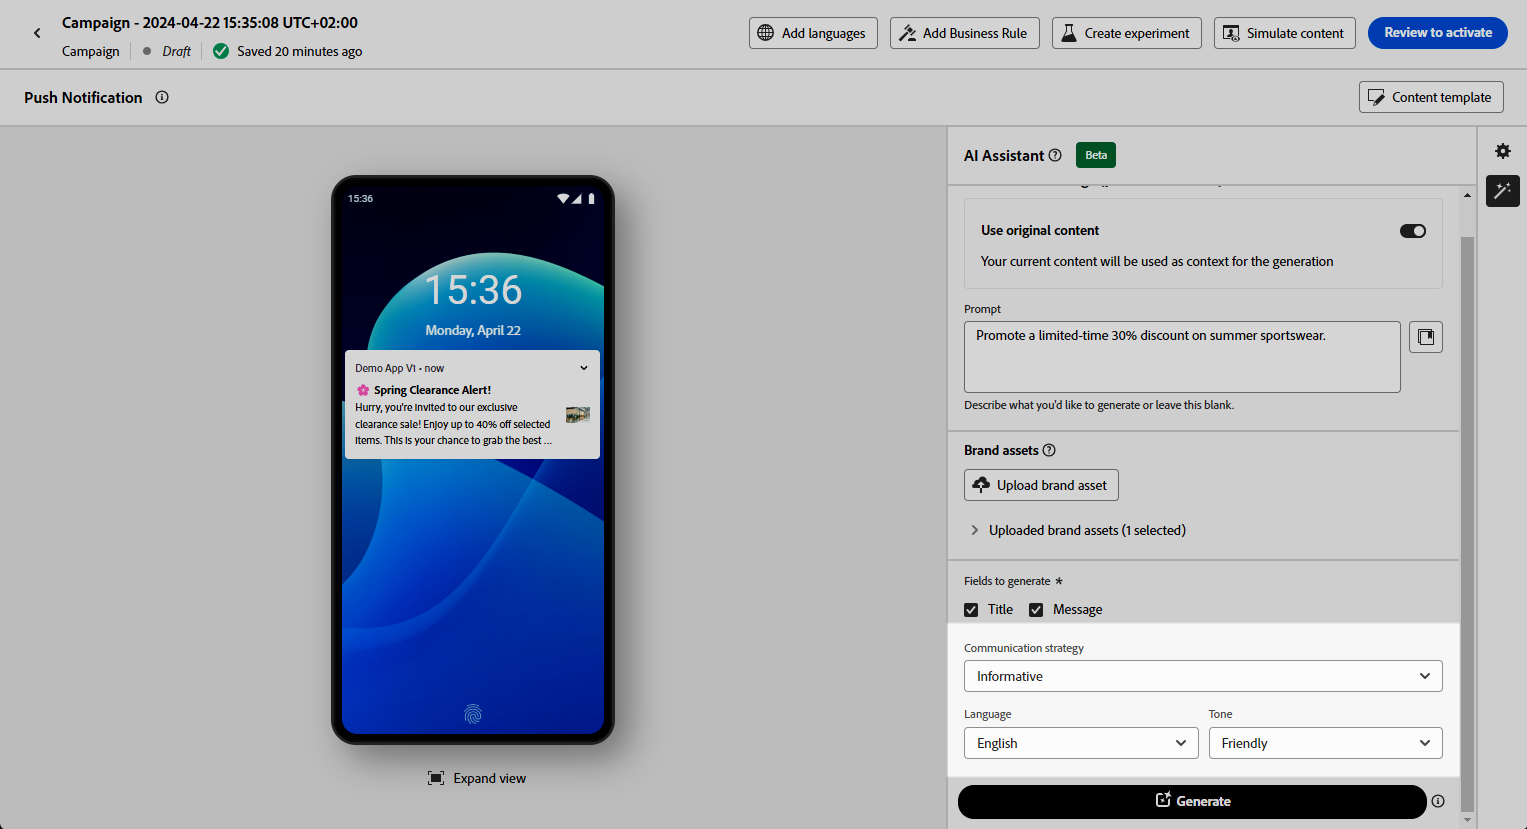 Campaign - 2024-04-22 15:35:08 UTC+02:00
Campaign
Draft
Saved 20 minutes ago
Add languages
Add Business Rule
Create experiment
Simulate content
Review to activate
Push Notification
Content template
AI Assistant
Beta
15:36
15:36
Monday, April 22
Demo App V1 • now
🌸 Spring Clearance Alert!
Hurry, you're invited to our exclusive
clearance sale! Enjoy up to 40% off selected
items. This is your chance to grab the best ...
Expand view
Use original content
Your current content will be used as context for the generation
Prompt
Promote a limited-time 30% discount on summer sportswear.
Describe what you'd like to generate or leave this blank.
Brand assets
Upload brand asset
Uploaded brand assets (1 selected)
Fields to generate *
Title
Message
Communication strategy
Informative
Language
Tone
English
Friendly
Generate